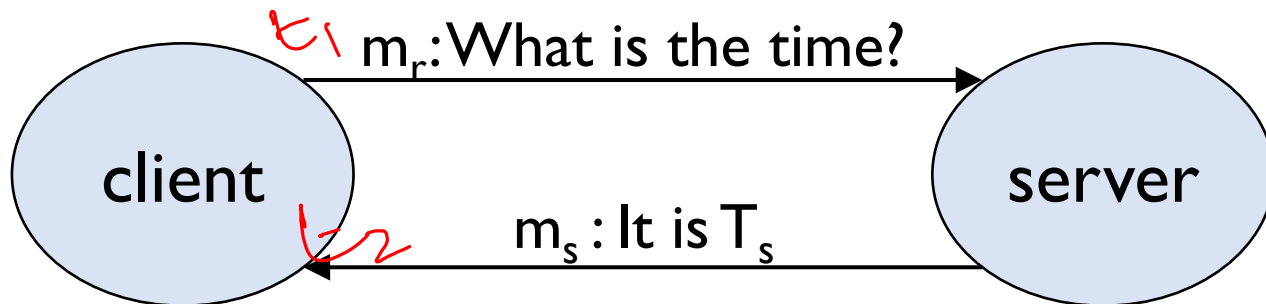 t1
mr: What is the time?
client
server
t2
ms : It is Ts